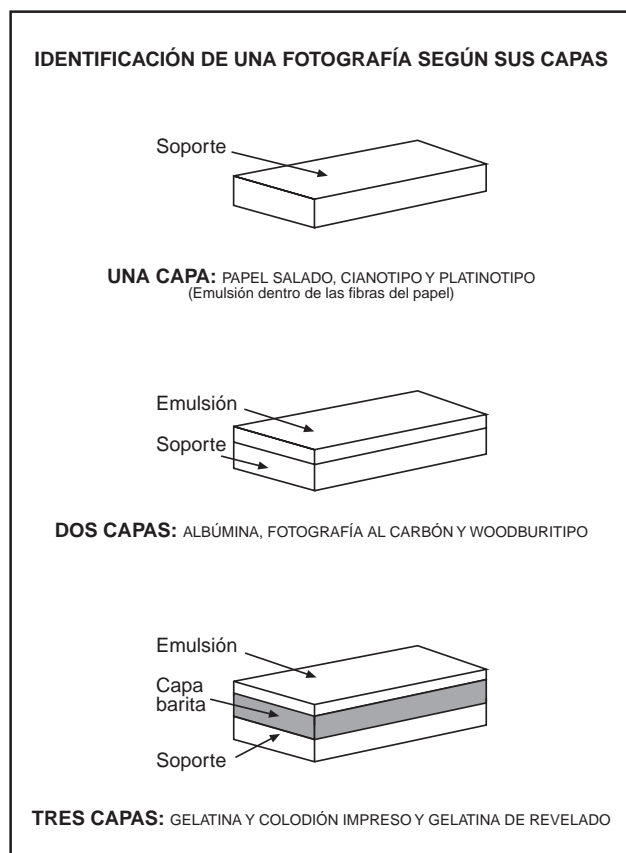 IDENTIFICACIÓN DE UNA FOTOGRAFÍA SEGÚN SUS CAPAS
Soporte
UNA CAPA: PAPEL SALADO, CIANOTIPO Y PLATINOTIPO
(Emulsión dentro de las fibras del papel)
Emulsión
Soporte
DOS CAPAS: ALBÚMINA, FOTOGRAFÍA AL CARBÓN Y WOODBURITIPO
Emulsión
Capa
barita
Soporte
TRES CAPAS: GELATINA Y COLODIÓN IMPRESO Y GELATINA DE REVELADO